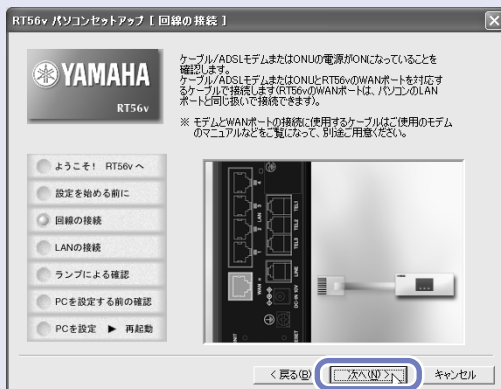 RT56v パソコンセットアップ [ 回線の接続 ]
YAMAHA
RT56v
ケーブル/ADSLモデムまたはONUの電源がONになっていることを
確認します。
ケーブル/ADSLモデムまたはONUとRT56vのWANポートを対応す
るケーブルで接続します(RT56vのWANポートは、パソコンのLAN
ポートと同じ扱いで接続できます)。
※ モデムとWANポートの接続に使用するケーブルはご使用のモデム
のマニュアルなどをご覧になって、別途ご用意ください。
ようこそ! RT56v へ
設定を始める前に
回線の接続
LANの接続
ランプによる確認
PCを設定する前の確認
PCを設定 ▶ 再起動
4
3
LAN
2
1
WAN
TEL1
TEL2
TEL3
LINE
DC-IN 10V
< 戻る(B)
次へ(N) >
キャンセル